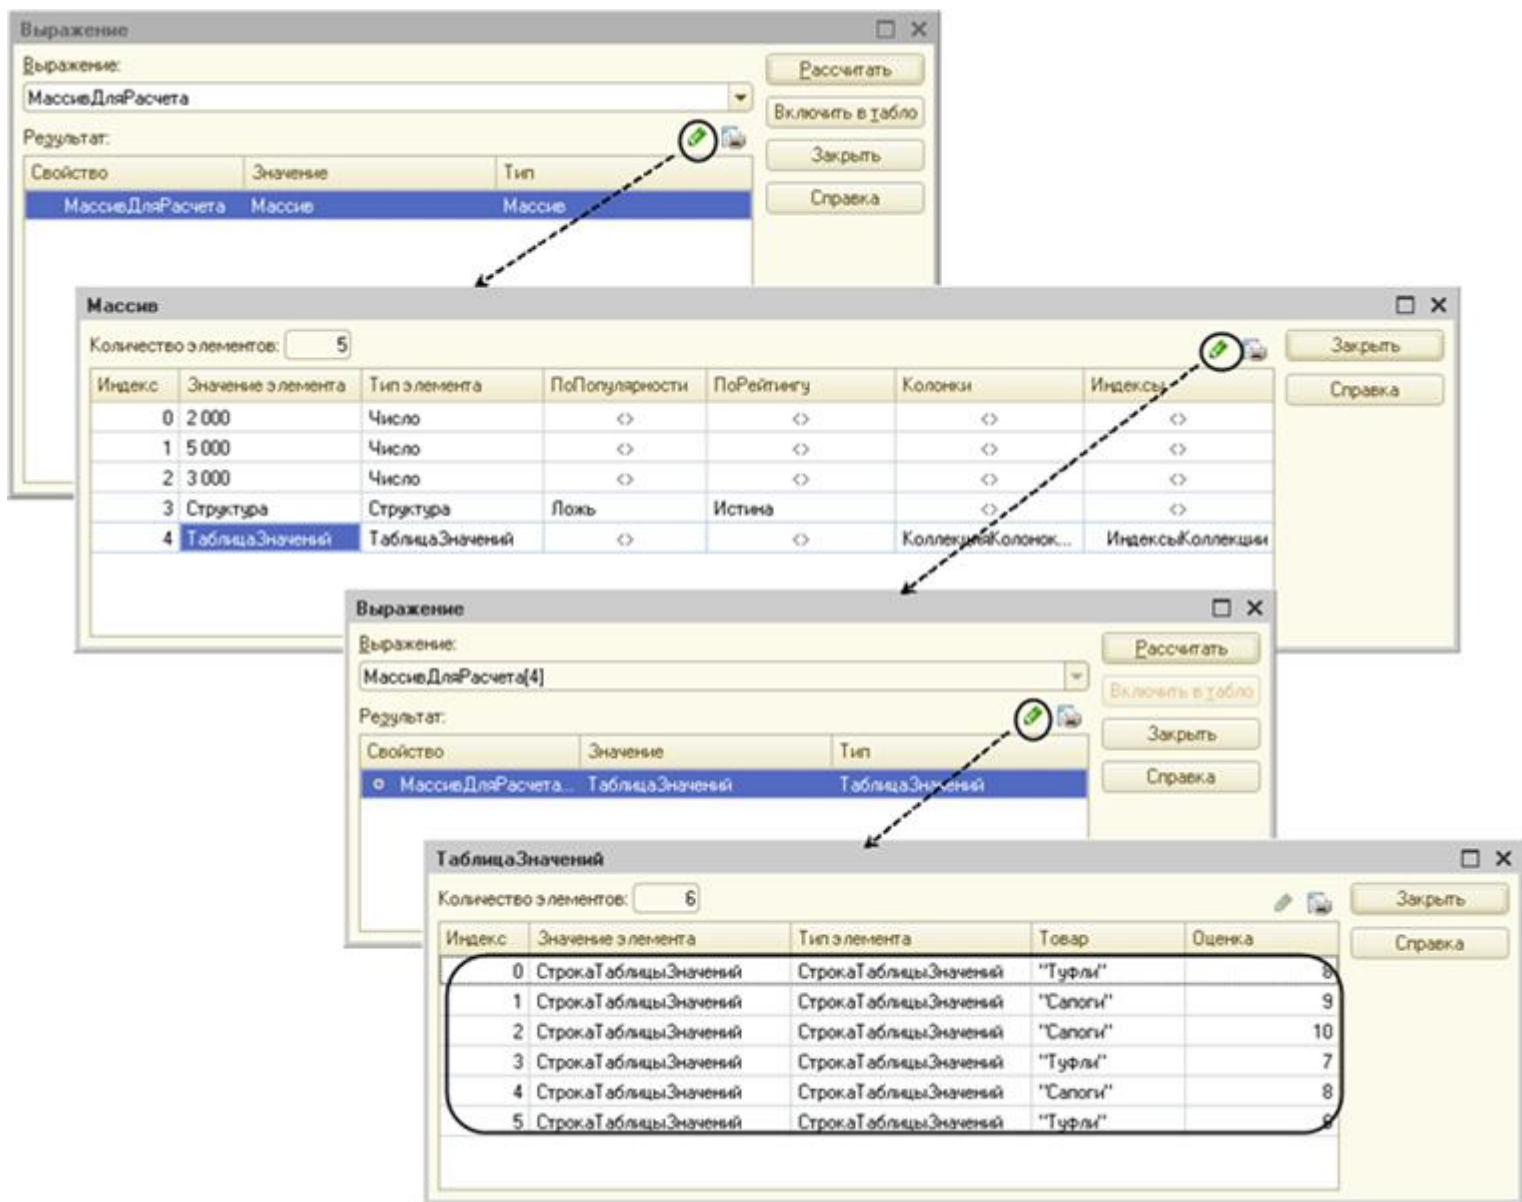 Выражение
Выражение:
МассивДляРасчета
Рассчитать
Включить в табло
Закрыть
Справка
Результат:
Свойство Значение Тип
МассивДляРасчета Массив Массив
Массив
Количество элементов: 5
Закрыть
Справка
Индекс Значение элемента Тип элемента ПоПопулярности ПоРейтингу Колонки Индексы
0 2 000 Число <> <> <> <>
1 5 000 Число <> <> <> <>
2 3 000 Число <> <> <> <>
3 Структура Структура Ложь Истина <> <>
4 ТаблицаЗначений ТаблицаЗначений <> <> КоллекцияКолонок... ИндексыКоллекции
Выражение
Выражение:
МассивДляРасчета[4]
Рассчитать
Включить в табло
Закрыть
Справка
Результат:
Свойство Значение Тип
МассивДляРасчета... ТаблицаЗначений ТаблицаЗначений
ТаблицаЗначений
Количество элементов: 6
Закрыть
Справка
Индекс Значение элемента Тип элемента Товар Оценка
0 СтрокаТаблицыЗначений СтрокаТаблицыЗначений "Туфли" 8
1 СтрокаТаблицыЗначений СтрокаТаблицыЗначений "Сапоги" 9
2 СтрокаТаблицыЗначений СтрокаТаблицыЗначений "Сапоги" 10
3 СтрокаТаблицыЗначений СтрокаТаблицыЗначений "Туфли" 7
4 СтрокаТаблицыЗначений СтрокаТаблицыЗначений "Сапоги" 8
5 СтрокаТаблицыЗначений СтрокаТаблицыЗначений "Туфли"